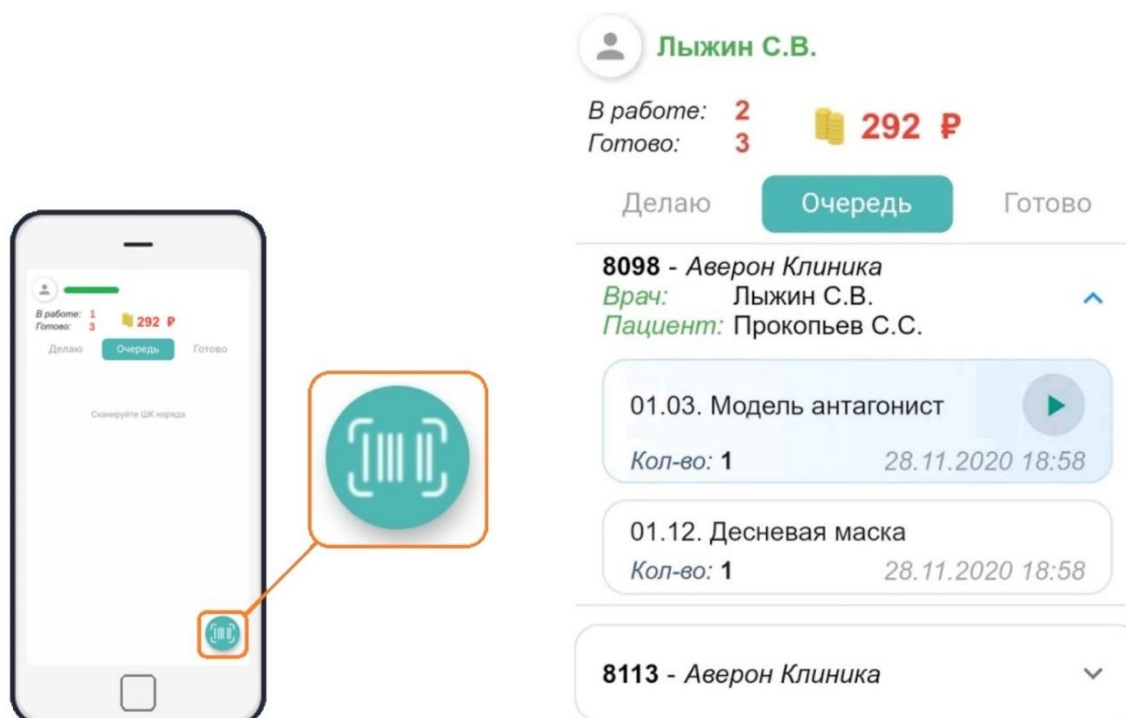 В работе: 1
Готово: 3
292 ₽
Делаю Очередь Готово
Сканируйте ШК наряда
Лыжин С.В.
В работе: 2
Готово: 3
292 ₽
Делаю Очередь Готово
8098 - Аверон Клиника
Врач: Лыжин С.В.
Пациент: Прокопьев С.С.
01.03. Модель антагонист
Кол-во: 1 28.11.2020 18:58
01.12. Десневая маска
Кол-во: 1 28.11.2020 18:58
8113 - Аверон Клиника